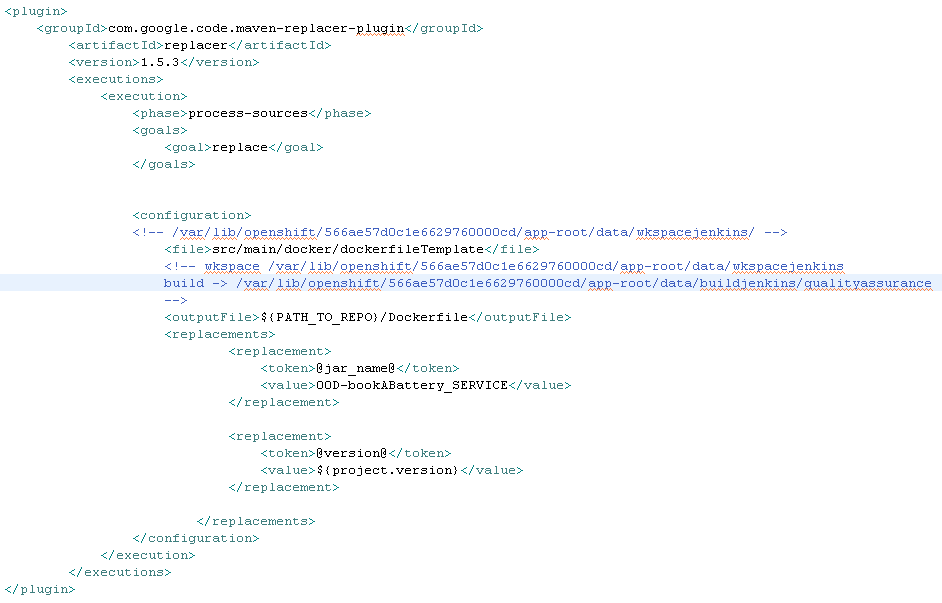 <plugin>
<groupId>com.google.code.maven-replacer-plugin</groupId>
<artifactId>replacer</artifactId>
<version>1.5.3</version>
<executions>
<execution>
<phase>process-sources</phase>
<goals>
<goal>replace</goal>
</goals>
<configuration>
<!-- /var/lib/openshift/566ae57d0c1e6629760000cd/app-root/data/wkspacejenkins/ -->
<file>src/main/docker/dockerfileTemplate</file>
<!-- wkspace /var/lib/openshift/566ae57d0c1e6629760000cd/app-root/data/wkspacejenkins
build -> /var/lib/openshift/566ae57d0c1e6629760000cd/app-root/data/buildjenkins/qualityassurance
-->
<outputFile>${PATH_TO_REPO}/Dockerfile</outputFile>
<replacements>
<replacement>
<token>@jar_name@</token>
<value>OOD-bookABattery_SERVICE</value>
</replacement>
<replacement>
<token>@version@</token>
<value>${project.version}</value>
</replacement>
</replacements>
</configuration>
</execution>
</executions>
</plugin>